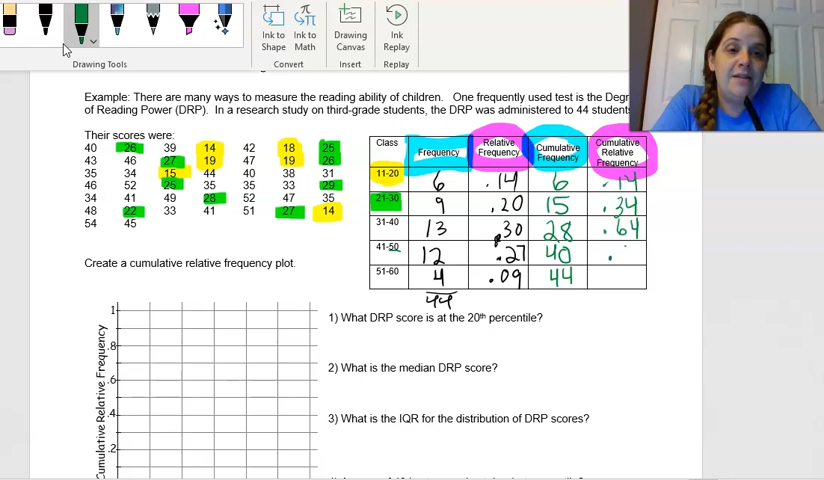 Ink to Shape
Ink to Math
Drawing Canvas
Ink Replay
Drawing Tools
Convert
Insert
Replay
Example: There are many ways to measure the reading ability of children. One frequently used test is the
of Reading Power (DRP). In a research study on third-grade students, the DRP was administered to 44
Their scores were:
40 26 39 14 42 18 25
43 46 27 19 47 19 26
35 34 15 44 40 38 31
46 52 25 35 35 33 29
34 41 49 28 52 47 35
48 22 33 41 51 27 14
54 45
Class Frequency Relative Frequency Cumulative Frequency Cumulative Relative Frequency
11-20 6 .14 6 .14
21-30 9 .20 15 .34
31-40 13 .30 28 .64
41-50 12 .27 40 .
51-60 4 .09 44
44
Create a cumulative relative frequency plot.
Cumulative Relative Frequency
1
.8
.6
.4
.2
1) What DRP score is at the 20th percentile?
2) What is the median DRP score?
3) What is the IQR for the distribution of DRP scores?